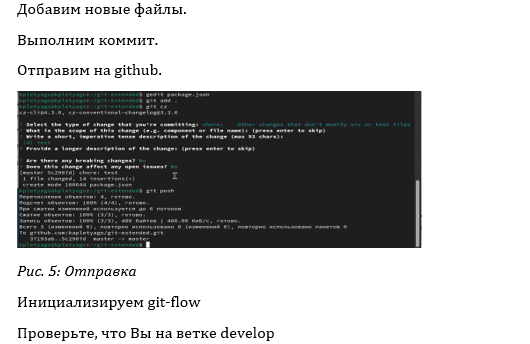 Добавим новые файлы.
Выполним коммит.
Отправим на github.
kpletyago@kpletyago:~/git-extended$ gedit package.json
kpletyago@kpletyago:~/git-extended$ git add .
kpletyago@kpletyago:~/git-extended$ git cz
cz-cli@4.3.0, cz-conventional-changelog@3.3.0
? Select the type of change that you're committing: chore: Other changes that don't modify src or test files
? What is the scope of this change (e.g. component or file name): (press enter to skip)
? Write a short, imperative tense description of the change (max 93 chars):
(4) test
? Provide a longer description of the change: (press enter to skip)
? Are there any breaking changes? No
? Does this change affect any open issues? No
[master 5c2907d] chore: test
1 file changed, 14 insertions(+)
create mode 100644 package.json
kpletyago@kpletyago:~/git-extended$ git push
Перечисление объектов: 4, готово.
Подсчет объектов: 100% (4/4), готово.
При сжатии изменений используется до 6 потоков
Сжатие объектов: 100% (3/3), готово.
Запись объектов: 100% (3/3), 480 байтов | 480.00 КиБ/с, готово.
Всего 3 (изменений 0), повторно использовано 0 (изменений 0), повторно использовано пакетов 0
To github.com:kapletyago/git-extended.git
master -> master
kpletyago@kpletyago:~/git-extended$
Рис. 5: Отправка
Инициализируем git-flow
Проверьте, что Вы на ветке develop